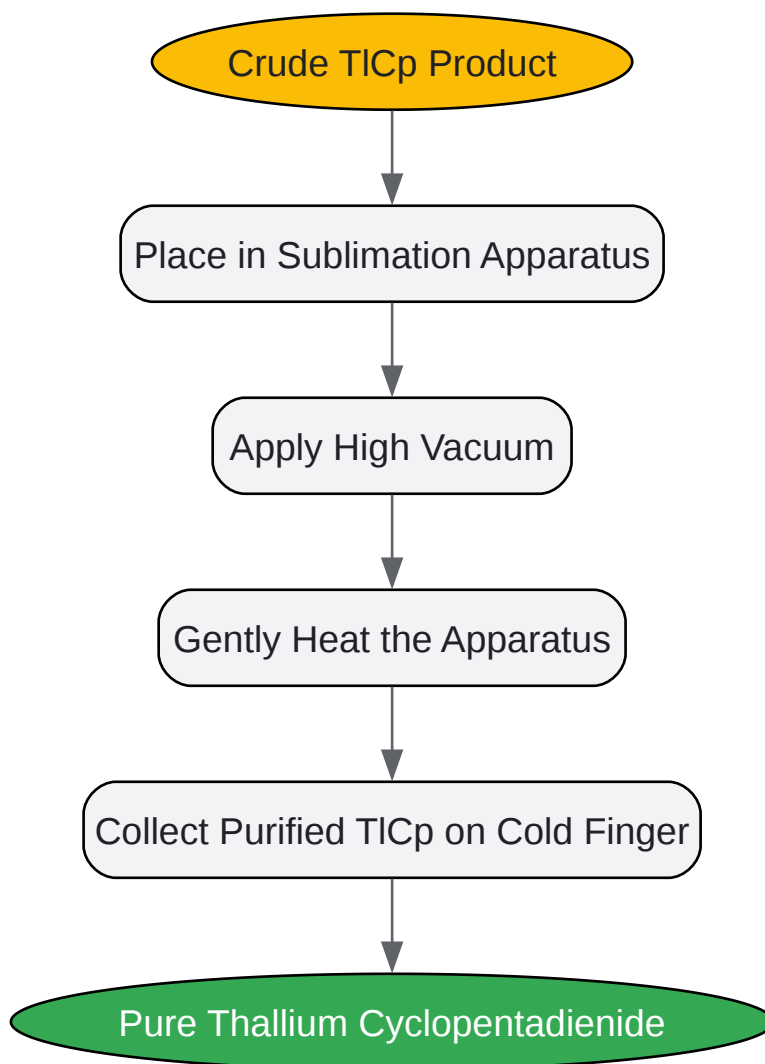 Crude TlCp Product
Place in Sublimation Apparatus
Apply High Vacuum
Gently Heat the Apparatus
Collect Purified TlCp on Cold Finger
Pure Thallium Cyclopentadienide